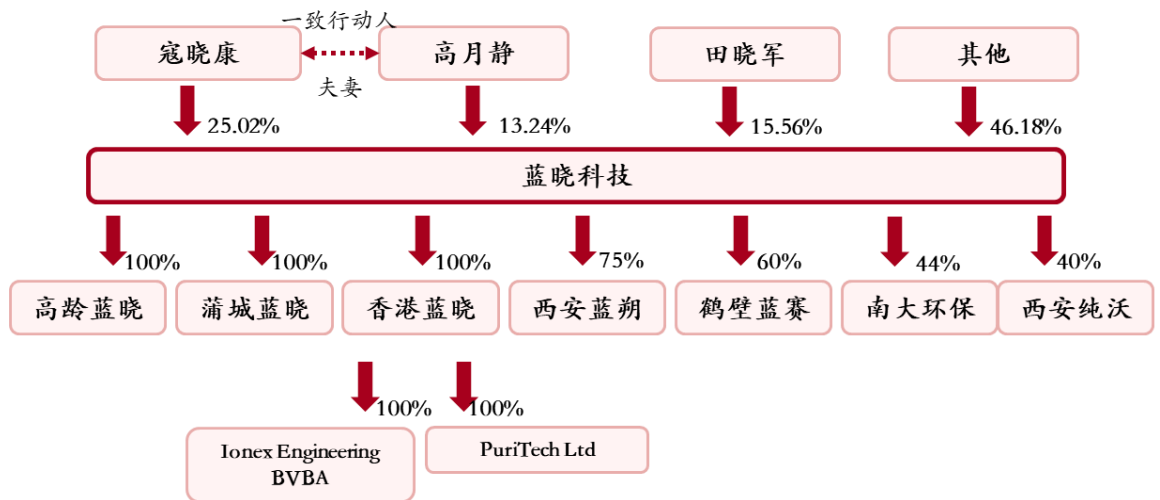 一致行动人
寇晓康
高月静
田晓军
其他
夫妻
25.02%
13.24%
15.56%
46.18%
蓝晓科技
100%
100%
100%
75%
60%
44%
40%
高龄蓝晓
蒲城蓝晓
香港蓝晓
西安蓝朔
鹤壁蓝赛
南大环保
西安纯沃
100%
100%
Ionex Engineering
BVBA
PuriTech Ltd